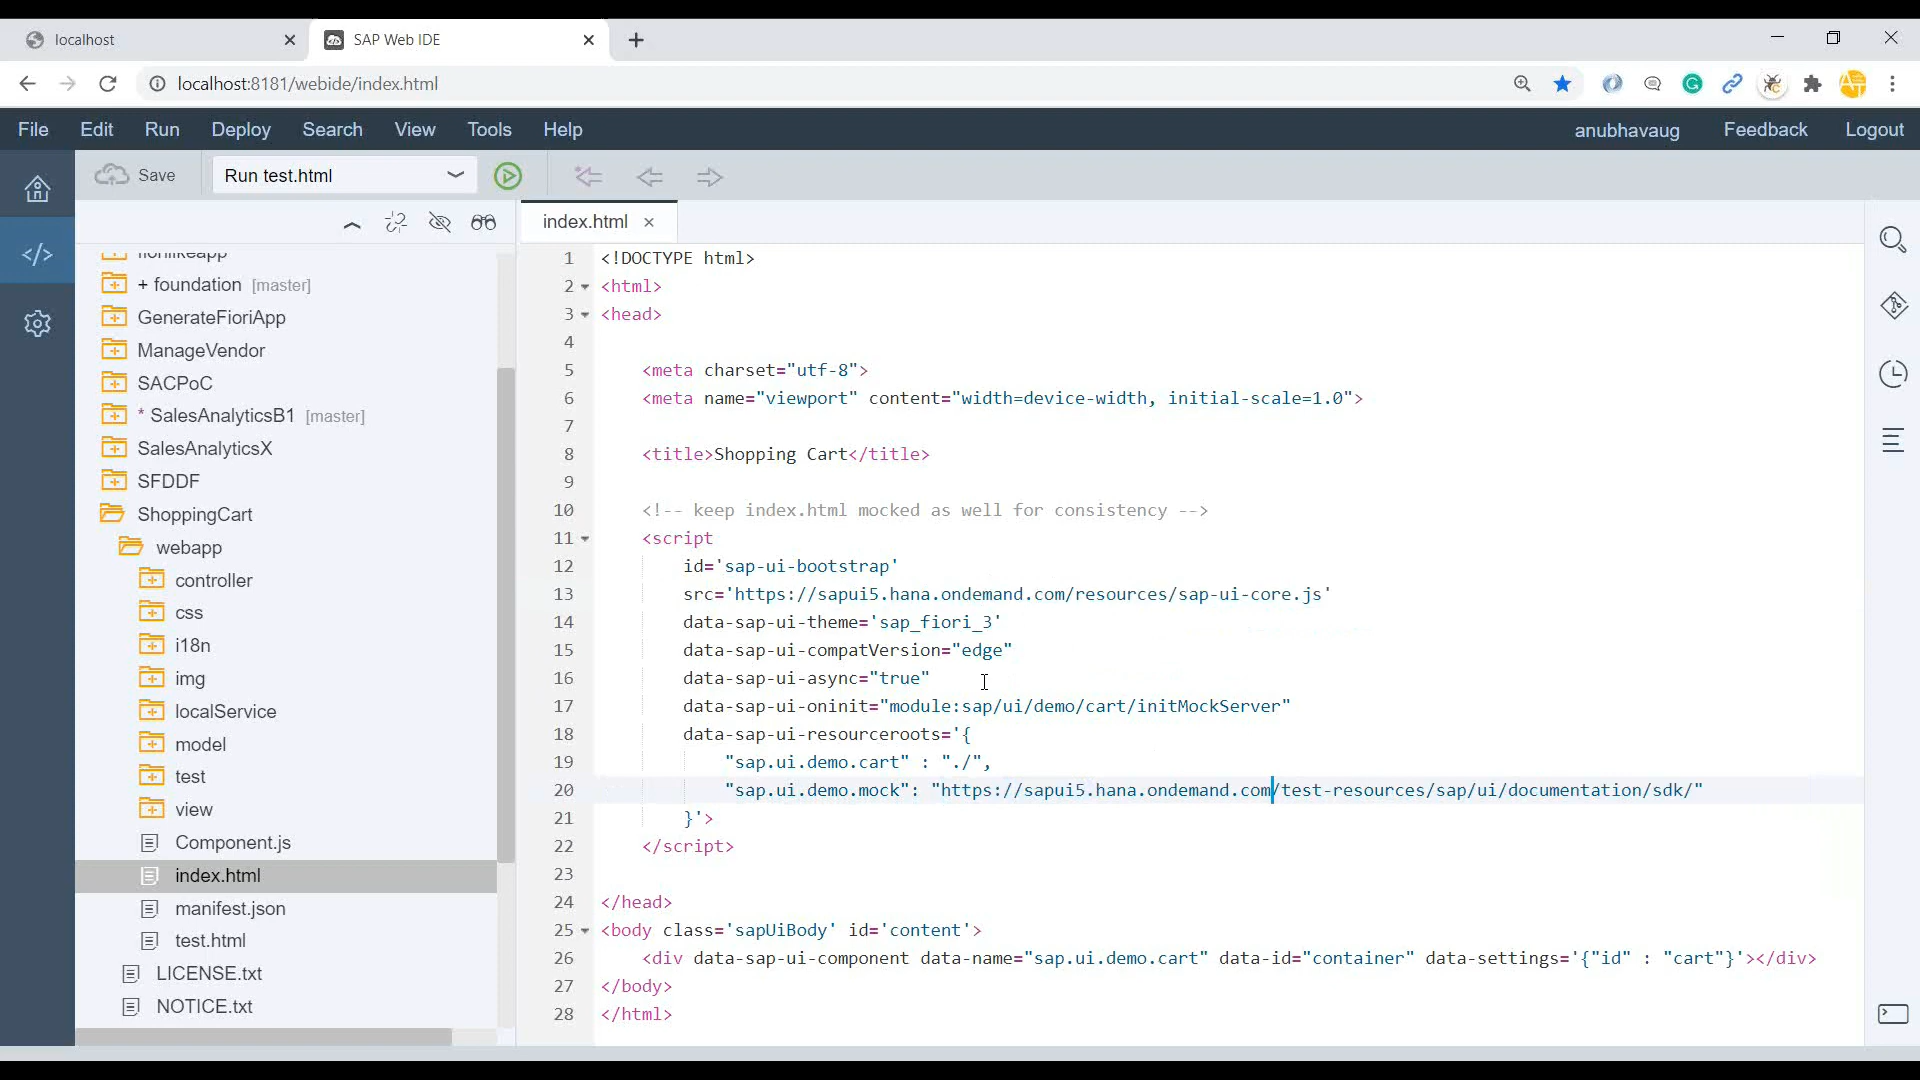 localhost
SAP Web IDE
localhost:8181/webide/index.html
File Edit Run Deploy Search View Tools Help
anubhavaug Feedback Logout
Save
Run test.html
fiorilikeapp
+ foundation [master]
GenerateFioriApp
ManageVendor
SACPoC
* SalesAnalyticsB1 [master]
SalesAnalyticsX
SFDDF
ShoppingCart
webapp
controller
css
i18n
img
localService
model
test
view
Component.js
index.html
manifest.json
test.html
LICENSE.txt
NOTICE.txt
index.html
1 <!DOCTYPE html>
2 <html>
3 <head>
4
5 <meta charset="utf-8">
6 <meta name="viewport" content="width=device-width, initial-scale=1.0">
7
8 <title>Shopping Cart</title>
9
10 <!-- keep index.html mocked as well for consistency -->
11 <script
12 id='sap-ui-bootstrap'
13 src='https://sapui5.hana.ondemand.com/resources/sap-ui-core.js'
14 data-sap-ui-theme='sap_fiori_3'
15 data-sap-ui-compatVersion="edge"
16 data-sap-ui-async="true"
17 data-sap-ui-oninit="module:sap/ui/demo/cart/initMockServer"
18 data-sap-ui-resourceroots='{
19 "sap.ui.demo.cart" : "./",
20 "sap.ui.demo.mock": "https://sapui5.hana.ondemand.com/test-resources/sap/ui/documentation/sdk/"
21 }'>
22 </script>
23
24 </head>
25 <body class='sapUiBody' id='content'>
26 <div data-sap-ui-component data-name="sap.ui.demo.cart" data-id="container" data-settings='{"id" : "cart"}'></div>
27 </body>
28 </html>